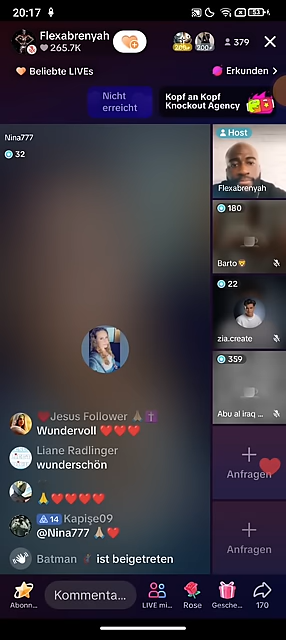 20:17
53
Flexabrenyah
265.7K
200+
379
Beliebte LIVEs
Erkunden
Nicht
erreicht
Kopf an Kopf
Knockout Agency
Nina777
32
Host
Flexabrenyah
180
Barto
22
zia.create
359
Abu al iraq ...
Anfragen
Anfragen
Jesus Follower
Wundervoll
Liane Radlinger
wunderschön
14 Kapişe09
@Nina777
Batman ist beigetreten
Abonn...
Kommenta...
LIVE mi...
Rose
Gesche...
170